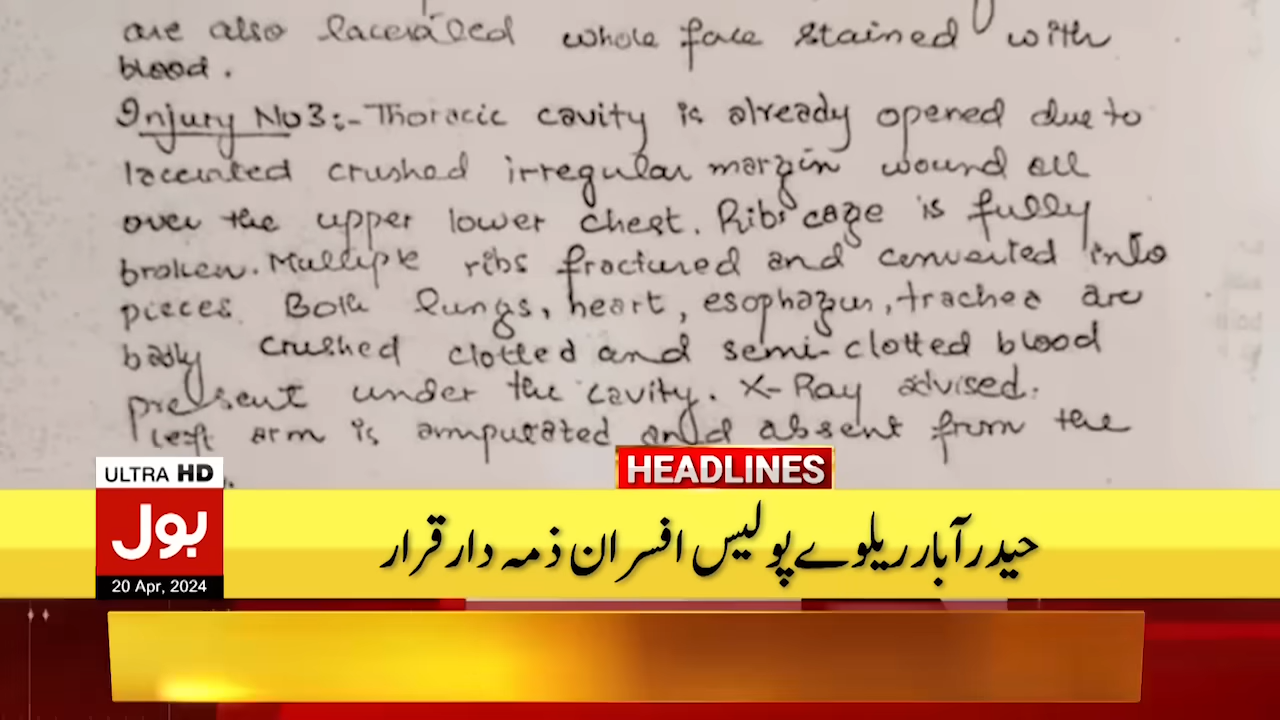 are also lacerated whole face stained with
blood.
Injury No 3:- Thoracic cavity is already opened due to
lacerated crushed irregular margin wound all
over the upper lower chest. Ribs cage is fully
broken. Multiple ribs fractured and converted into
pieces. Both lungs, heart, esophagus, trachea are
badly crushed clotted and semi-clotted blood
present under the cavity. X-Ray advised.
Left arm is amputated and absent from the
HEADLINES
ULTRA HD
بول
20 Apr, 2024
حیدرآبار ریلوے پولیس افسران ذمہ دار قرار